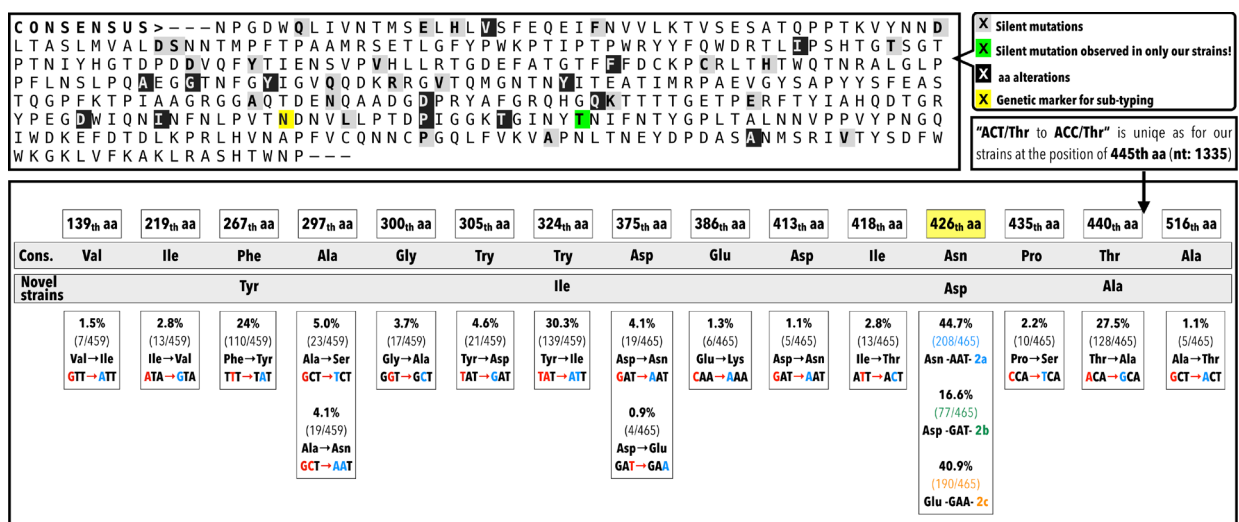 CONSENSUS>---NPGDWQLIVNTMSELHLVSFEQEIFNVVLKTVSESATQPPTKVYNND
LTASLMVALDSNNTMPFTPAAMRSETLGFYPWKPTIPTPWRYYFQWDRTLIPSHTGTSGT
PTNIYHGTDPDDVQFYTIENSVPVHLLRTGDEFATGTFFFDCKPCRLTHTWQTNRALGLP
PFLNSLPQAEGGTNFGYIGVQQDKRRGVTQMGNTNYITEATIMRPAEVGYSAPYYSFEAS
TQGPFKTPIAAGRGGAQTDENQAADGDPRYAFGRQHGQKTTTTGETPERFTYIAHQDTGR
YPEGDWIQNINFNLPVTNDNVLLPTDPIGGKTGINYTNIFNTYGPLTALNNVPPVYPNGQ
IWDKEFDTDLKPRLHVNAPFVCQNNCPGQLFVKVAPNLTNEYDPDASANMSRIVTYSDFW
WKGKLVFKAKLRASHTWNP---
X Silent mutations
X Silent mutation observed in only our strains!
X aa alterations
X Genetic marker for sub-typing
"ACT/Thr to ACC/Thr" is uniqe as for our
strains at the position of 445th aa (nt: 1335)
139th aa 219th aa 267th aa 297th aa 300th aa 305th aa 324th aa 375th aa 386th aa 413th aa 418th aa 426th aa 435th aa 440th aa 516th aa
Cons. Val Ile Phe Ala Gly Try Try Asp Glu Asp Ile Asn Pro Thr Ala
Novel strains Tyr Ile Asp Ala
1.5% 2.8% 24% 5.0% 3.7% 4.6% 30.3% 4.1% 1.3% 1.1% 2.8% 44.7% 2.2% 27.5% 1.1%
(7/459) (13/459) (110/459) (23/459) (17/459) (21/459) (139/459) (19/465) (6/465) (5/465) (13/465) (208/465) (10/465) (128/465) (5/465)
Val→Ile Ile→Val Phe→Tyr Ala→Ser Gly→Ala Tyr→Asp Tyr→Ile Asp→Asn Glu→Lys Asp→Asn Ile→Thr Asn -AAT- 2a Pro→Ser Thr→Ala Ala→Thr
GTT→ATT ATA→GTA TTT→TAT GCT→TCT GGT→GCT TAT→GAT TAT→ATT GAT→AAT CAA→AAA GAT→AAT ATT→ACT CCA→TCA ACA→GCA GCT→ACT
4.1% 0.9% 16.6%
(19/459) (4/465) (77/465)
Ala→Asn Asp→Glu Asp -GAT- 2b
GCT→AAT GAT→GAA
40.9%
(190/465)
Glu -GAA- 2c